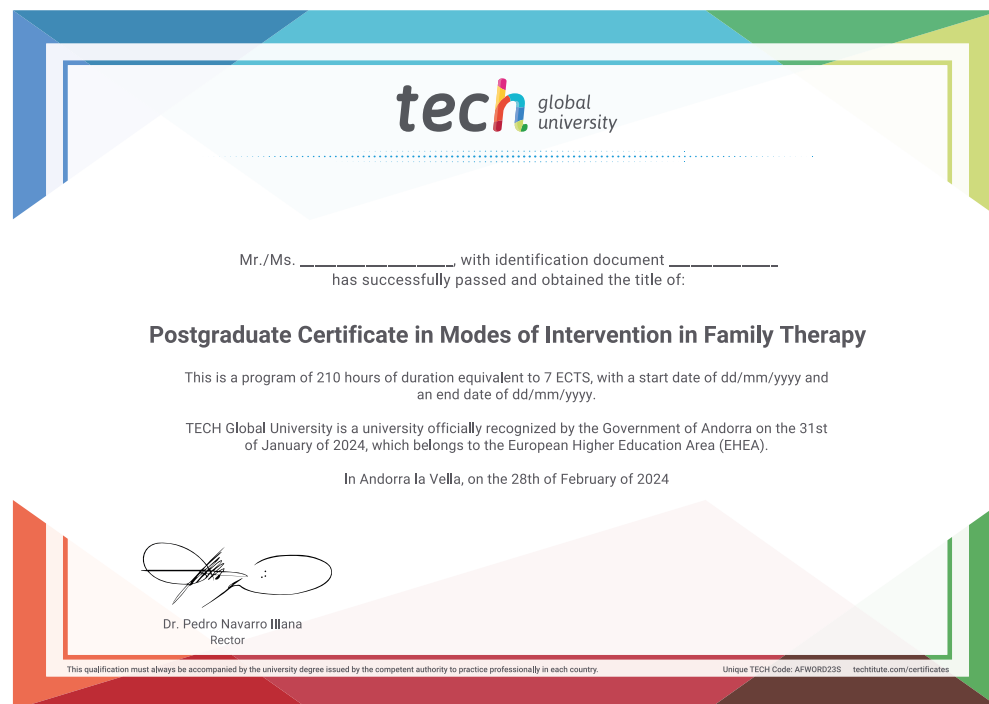 tech global university
Mr./Ms. ____________________, with identification document ______________
has successfully passed and obtained the title of:
Postgraduate Certificate in Modes of Intervention in Family Therapy
This is a program of 210 hours of duration equivalent to 7 ECTS, with a start date of dd/mm/yyyy and
an end date of dd/mm/yyyy.
TECH Global University is a university officially recognized by the Government of Andorra on the 31st
of January of 2024, which belongs to the European Higher Education Area (EHEA).
In Andorra la Vella, on the 28th of February of 2024
Dr. Pedro Navarro Illana
Rector
This qualification must always be accompanied by the university degree issued by the competent authority to practice professionally in each country.
Unique TECH Code: AFWORD23S techtitute.com/certificates